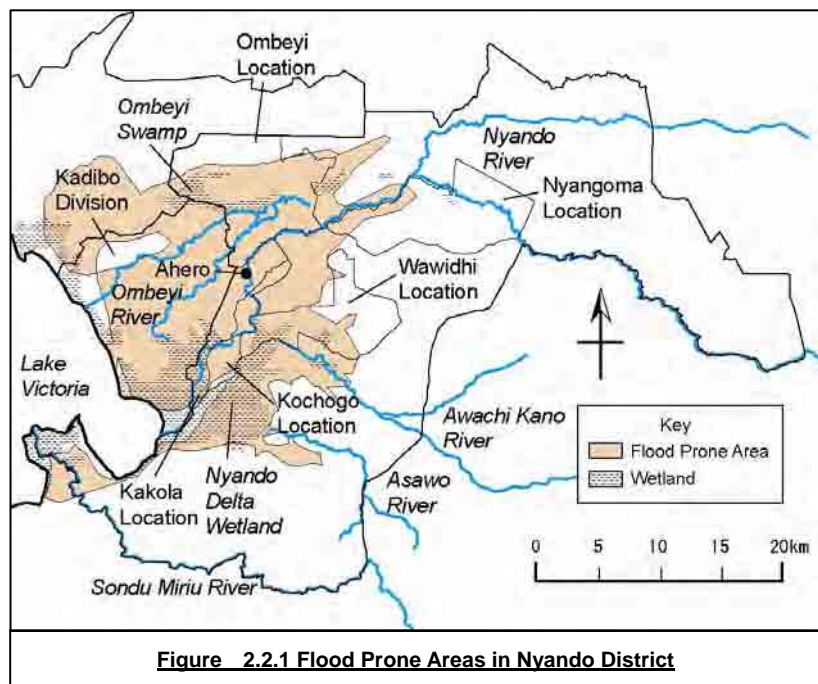 Ombeyi
Location
Ombeyi
Swamp
Nyando
River
Kadibo
Division
Nyangoma
Location
Ahero
Ombeyi
River
Wawidhi
Location
Lake
Victoria
Kochogo
Location
Awachi Kano
River
Kakola
Location
Nyando
Delta
Wetland
Asawo
River
Sondu Miriu River
Key
Flood Prone Area
Wetland
0 5 10 15 20km
Figure 2.2.1 Flood Prone Areas in Nyando District